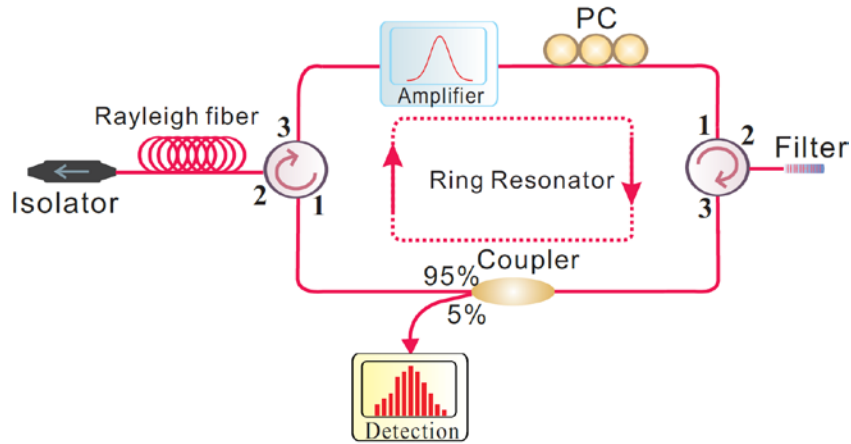 PC
Amplifier
Rayleigh fiber
3
2
1
Isolator
1
2
3
Filter
Ring Resonator
Coupler
95%
5%
Detection